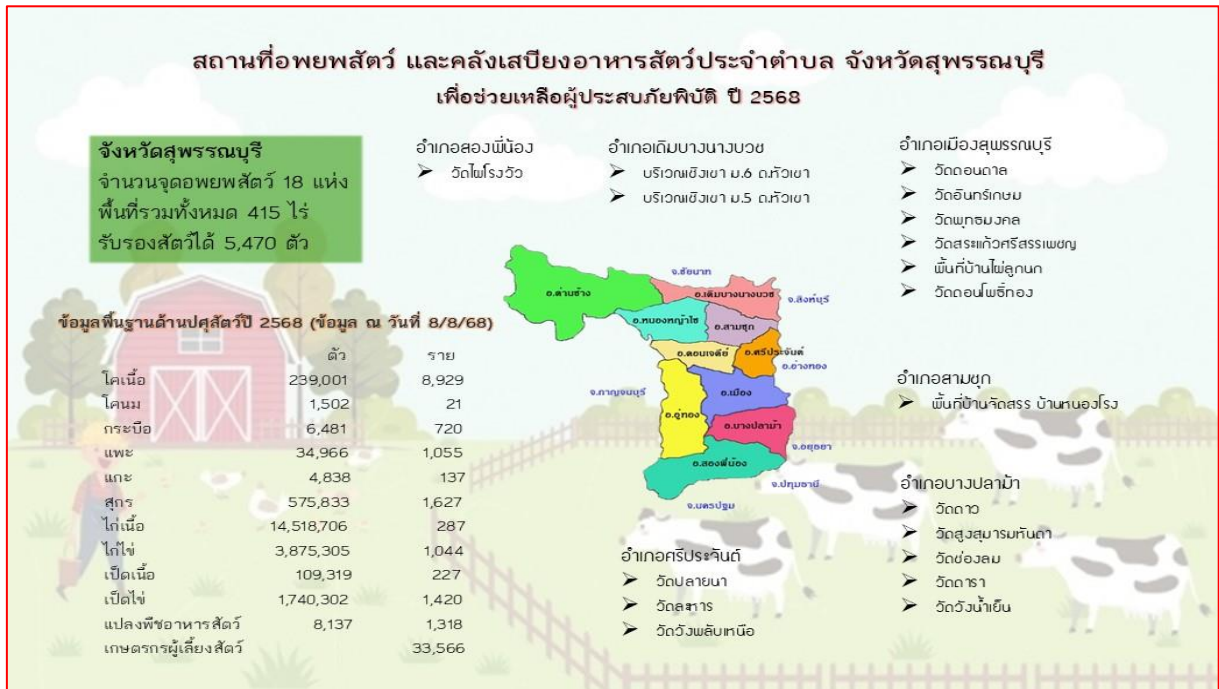 สถานที่อพยพสัตว์ และคลังเสบียงอาหารสัตว์ประจำตำบล จังหวัดสุพรรณบุรี
เพื่อช่วยเหลือผู้ประสบภัยพิบัติ ปี 2568
จังหวัดสุพรรณบุรี
จำนวนจุดอพยพสัตว์ 18 แห่ง
พื้นที่รวมทั้งหมด 415 ไร่
รับรองสัตว์ได้ 5,470 ตัว
อำเภอสองพี่น้อง
➤ วัดไผ่โรงวัว
อำเภอเดิมบางนางบวช
➤ บริเวณเชิงเขา ม.6 ต.หัวเขา
➤ บริเวณเชิงเขา ม.5 ต.หัวเขา
อำเภอเมืองสุพรรณบุรี
➤ วัดดอนตาล
➤ วัดอินทร์เกษม
➤ วัดพุทธมงคล
➤ วัดสระแก้วศรีสรรเพชญ
➤ พื้นที่บ้านไผ่ลูกนก
➤ วัดดอนโพธิ์ทอง
ข้อมูลพื้นฐานด้านปศุสัตว์ปี 2568 (ข้อมูล ณ วันที่ 8/8/68)
ตัว ราย
โคเนื้อ 239,001 8,929
โคนม 1,502 21
กระบือ 6,481 720
แพะ 34,966 1,055
แกะ 4,838 137
สุกร 575,833 1,627
ไก่เนื้อ 14,518,706 287
ไก่ไข่ 3,875,305 1,044
เป็ดเนื้อ 109,319 227
เป็ดไข่ 1,740,302 1,420
แปลงพืชอาหารสัตว์ 8,137 1,318
เกษตรกรผู้เลี้ยงสัตว์ 33,566
จ.ชัยนาท
อ.ด่านช้าง
อ.เดิมบางนางบวช
จ.สิงห์บุรี
อ.หนองหญ้าไซ
อ.สามชุก
อ.ดอนเจดีย์
อ.ศรีประจันต์
จ.อ่างทอง
จ.กาญจนบุรี
อ.เมือง
อ.อู่ทอง
อ.บางปลาม้า
จ.อยุธยา
อ.สองพี่น้อง
จ.ปทุมธานี
จ.นครปฐม
อำเภอสามชุก
➤ พื้นที่บ้านจัดสรร บ้านหนองโรง
อำเภอบางปลาม้า
➤ วัดดาว
➤ วัดสูงสุมารมหันตา
➤ วัดช่องลม
➤ วัดดารา
➤ วัดวังน้ำเย็น
อำเภอศรีประจันต์
➤ วัดปลายนา
➤ วัดละหาร
➤ วัดวังพลับเหนือ